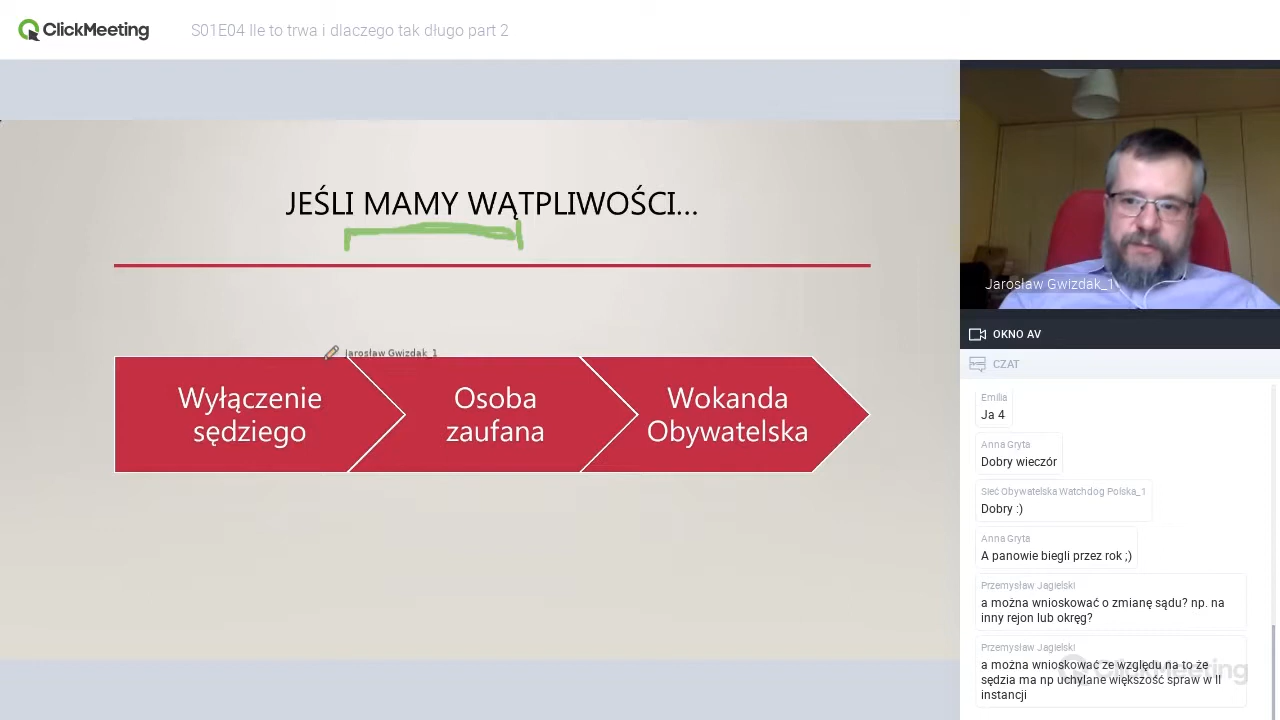 ClickMeeting
S01E04 Ile to trwa i dlaczego tak długo part 2
JEŚLI MAMY WĄTPLIWOŚCI...
Jarosław Gwizdak_1
Wyłączenie
sędziego
Osoba
zaufana
Wokanda
Obywatelska
Jarosław Gwizdak_1
OKNO AV
CZAT
Emilia
Ja 4
Anna Gryta
Dobry wieczór
Sieć Obywatelska Watchdog Polska_1
Dobry :)
Anna Gryta
A panowie biegli przez rok ;)
Przemysław Jagielski
a można wnioskować o zmianę sądu? np. na
inny rejon lub okręg?
Przemysław Jagielski
a można wnioskować ze względu na to że
sędzia ma np uchylane większość spraw w II
instancji
ClickMeeting